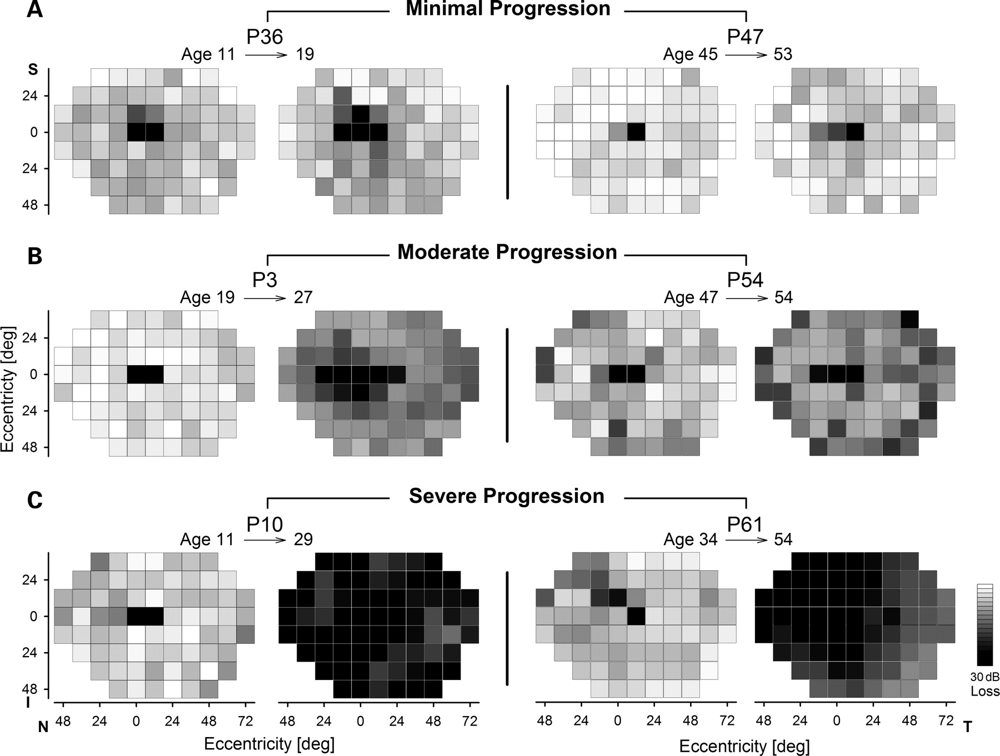 A
Minimal Progression
P36
P47
Age 11 19
Age 45 53
S
24
0
24
48
B
Moderate Progression
P3
P54
Age 19 27
Age 47 54
Eccentricty [deg]
24
0
24
48
C
Severe Progression
P10
P61
Age 11 29
Age 34 54
24
0
24
48
I
30 dB
Loss
N
48 24 0 24 48 72
48 24 0 24 48 72
48 24 0 24 48 72
48 24 0 24 48 72
T
Eccentricity [deg]
Eccentricity [deg]